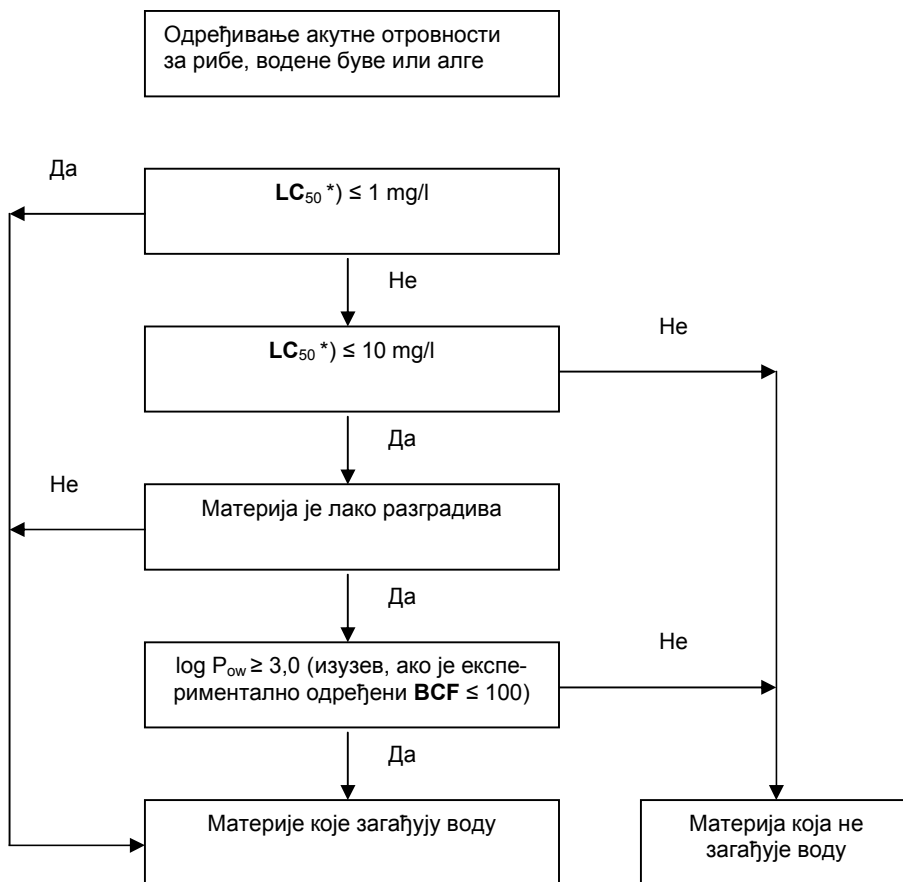 Одређивање акутне отровности
за рибе, водене буве или алге
Да
LC50 *) ≤ 1 mg/l
Не
Не
LC50 *) ≤ 10 mg/l
Да
Не
Материја је лако разградива
Да
Не
log Pow ≥ 3,0 (изузев, ако је експе-
риментално одређени BCF ≤ 100)
Да
Материје које загађују воду
Материја која не
загађује воду